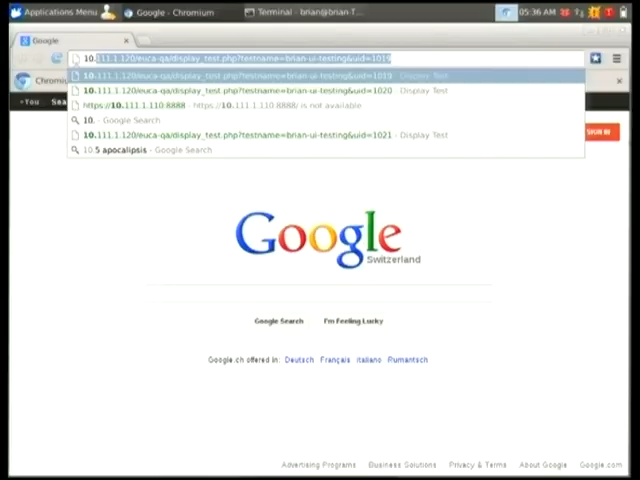 Applications Menu Google - Chromium Terminal - brian@brian-T... 05:36 AM
Google
10.111.1.120/euca-qa/display_test.php?testname=brian-ui-testing&uid=1019
10.111.1.120/euca-qa/display_test.php?testname=brian-ui-testing&uid=1019 - Display Test
10.111.1.120/euca-qa/display_test.php?testname=brian-ui-testing&uid=1020 - Display Test
https://10.111.1.110:8888 - https://10.111.1.110:8888/ is not available
10. - Google Search
10.111.1.120/euca-qa/display_test.php?testname=brian-ui-testing&uid=1021 - Display Test
10.5 apocalipsis - Google Search
Chromiu
+You Sea
SIGN IN
Google
Switzerland
Google Search I'm Feeling Lucky
Google.ch offered in: Deutsch Français Italiano Rumantsch
Advertising Programs Business Solutions Privacy & Terms About Google Google.com